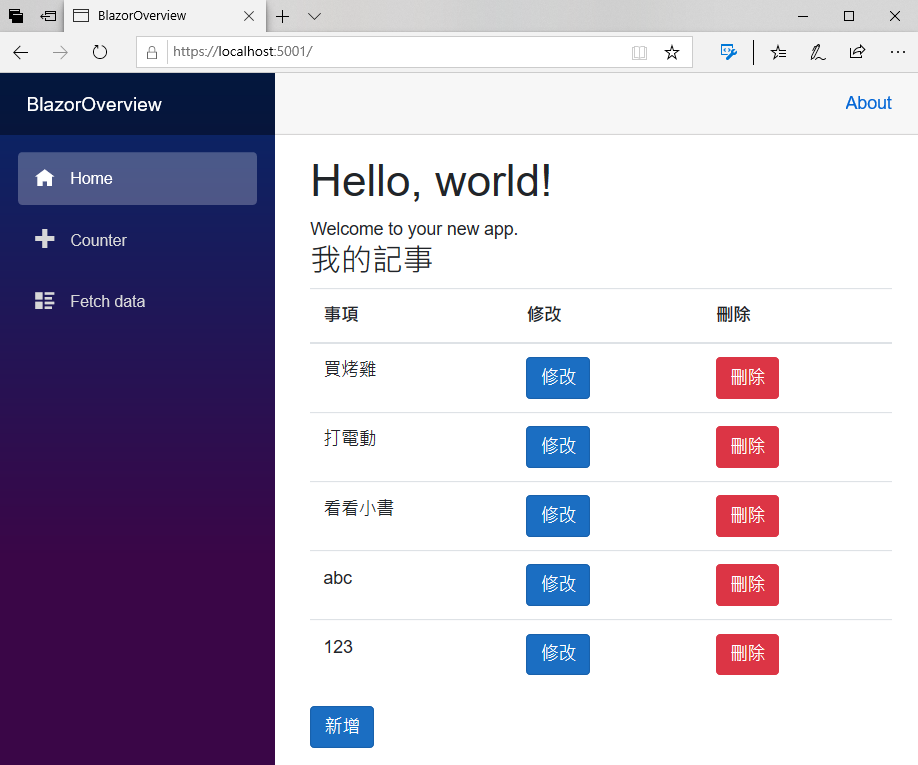 BlazorOverview
https://localhost:5001/
BlazorOverview
About
Home
Counter
Fetch data
Hello, world!
Welcome to your new app.
我的記事
事項 修改 刪除
買烤雞 修改 刪除
打電動 修改 刪除
看看小書 修改 刪除
abc 修改 刪除
123 修改 刪除
新增